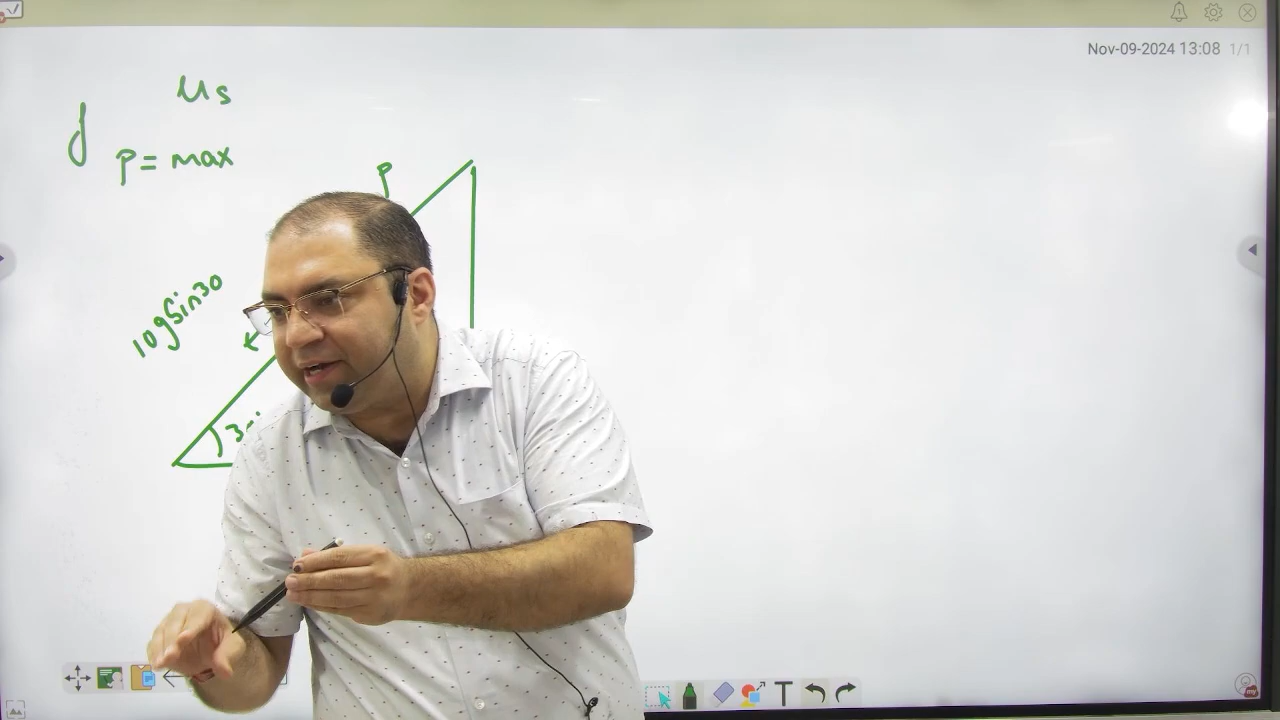 Nov-09-2024 13:08 1/1
μs
P = max
P
10gSin30